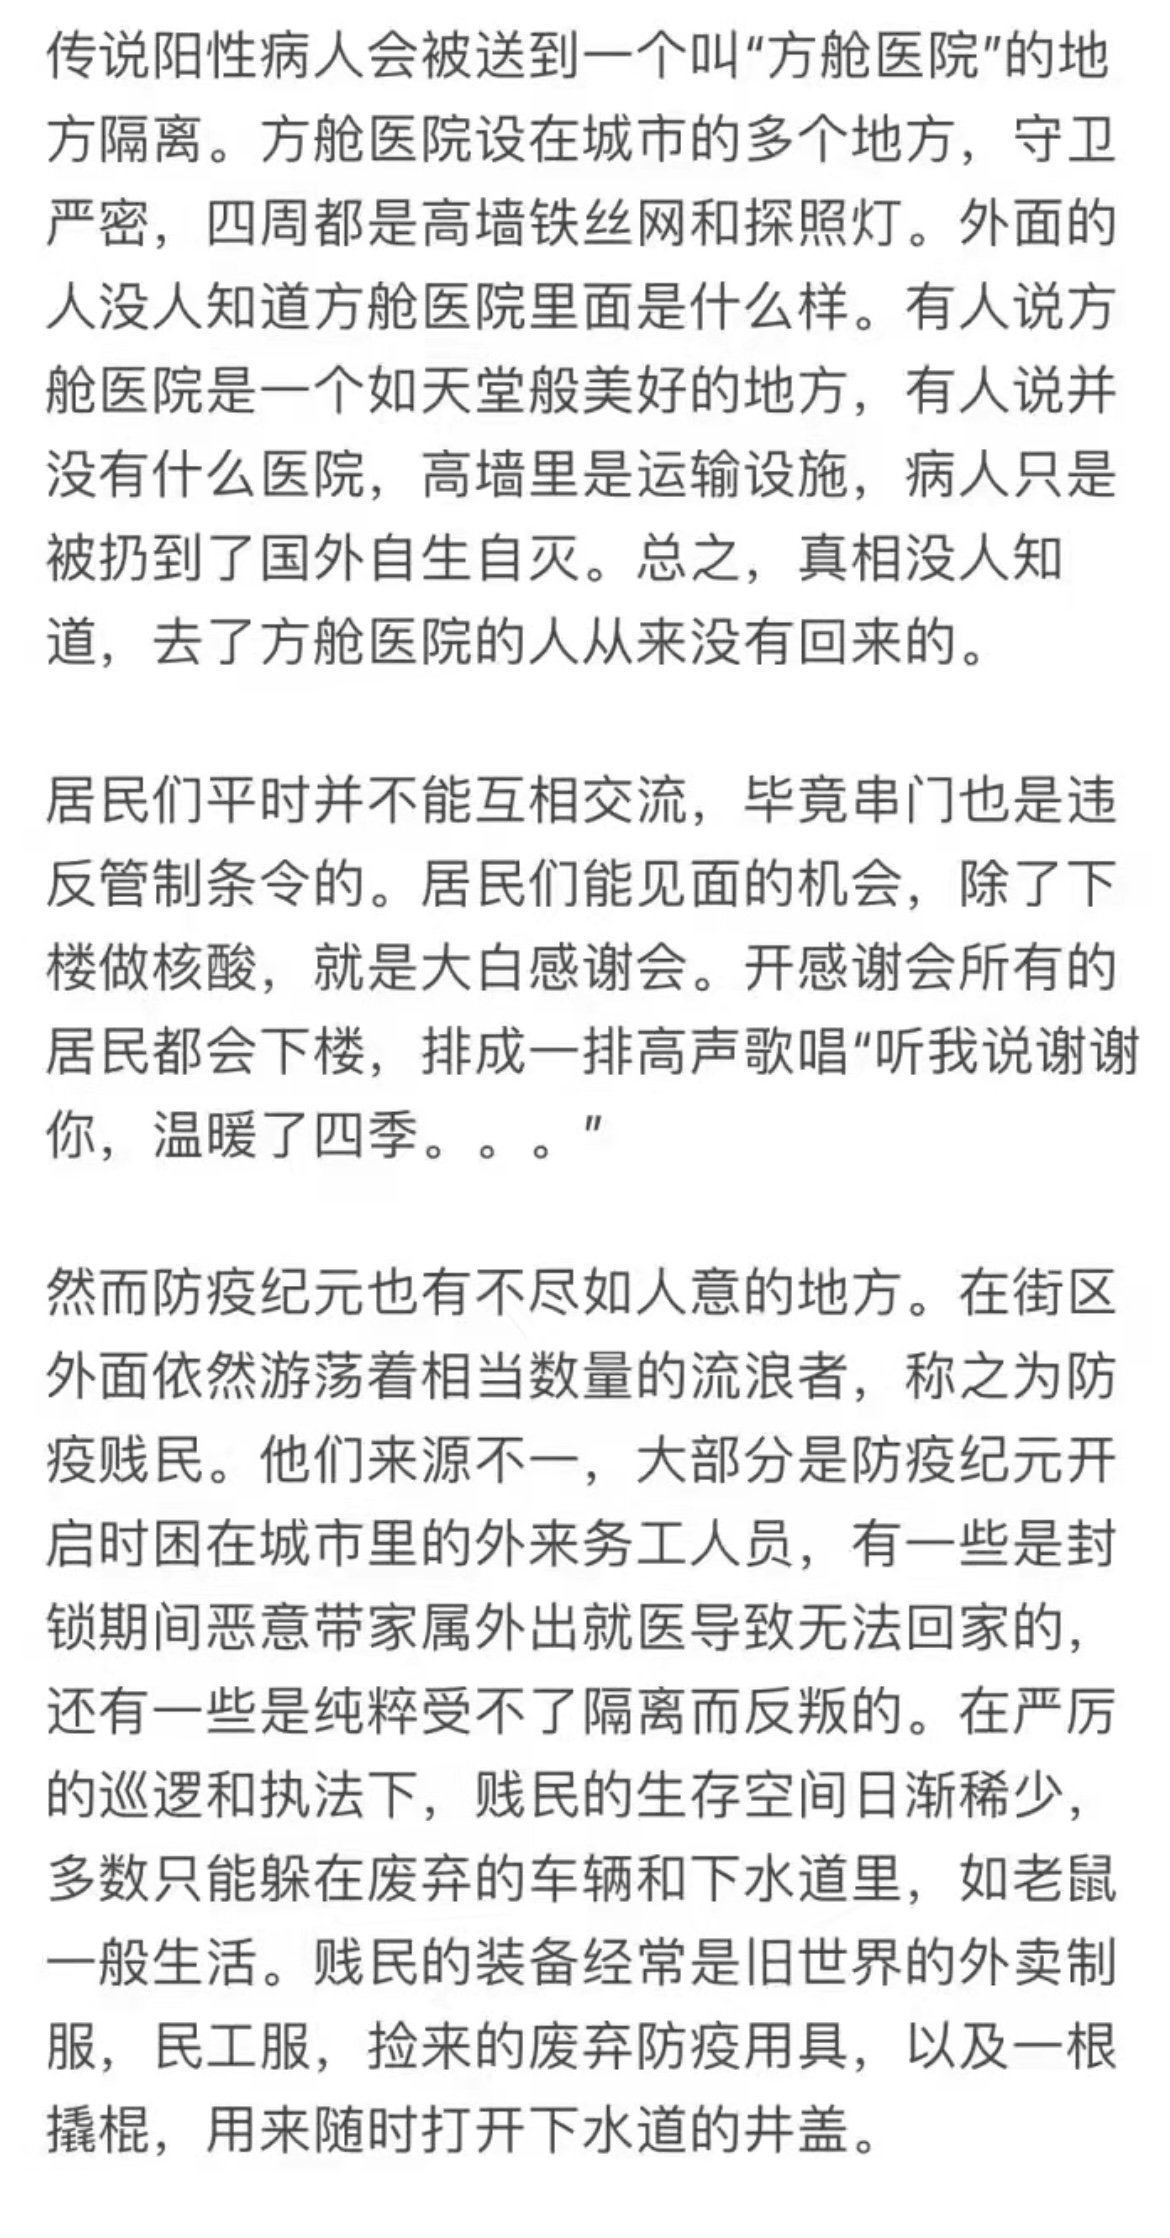 传说阳性病人会被送到一个叫“方舱医院”的地
方隔离。方舱医院设在城市的多个地方，守卫
严密，四周都是高墙铁丝网和探照灯。外面的
人没人知道方舱医院里面是什么样。有人说方
舱医院是一个如天堂般美好的地方，有人说并
没有什么医院，高墙里是运输设施，病人只是
被扔到了国外自生自灭。总之，真相没人知
道，去了方舱医院的人从来没有回来的。
居民们平时并不能互相交流，毕竟串门也是违
反管制条令的。居民们能见面的机会，除了下
楼做核酸，就是大白感谢会。开感谢会所有的
居民都会下楼，排成一排高声歌唱“听我说谢谢
你，温暖了四季。。。”
然而防疫纪元也有不尽如人意的地方。在街区
外面依然游荡着相当数量的流浪者，称之为防
疫贱民。他们来源不一，大部分是防疫纪元开
启时困在城市里的外来务工人员，有一些是封
锁期间恶意带家属外出就医导致无法回家的，
还有一些是纯粹受不了隔离而反叛的。在严厉
的巡逻和执法下，贱民的生存空间日渐稀少，
多数只能躲在废弃的车辆和下水道里，如老鼠
一般生活。贱民的装备经常是旧世界的外卖制
服，民工服，捡来的废弃防疫用具，以及一根
撬棍，用来随时打开下水道的井盖。